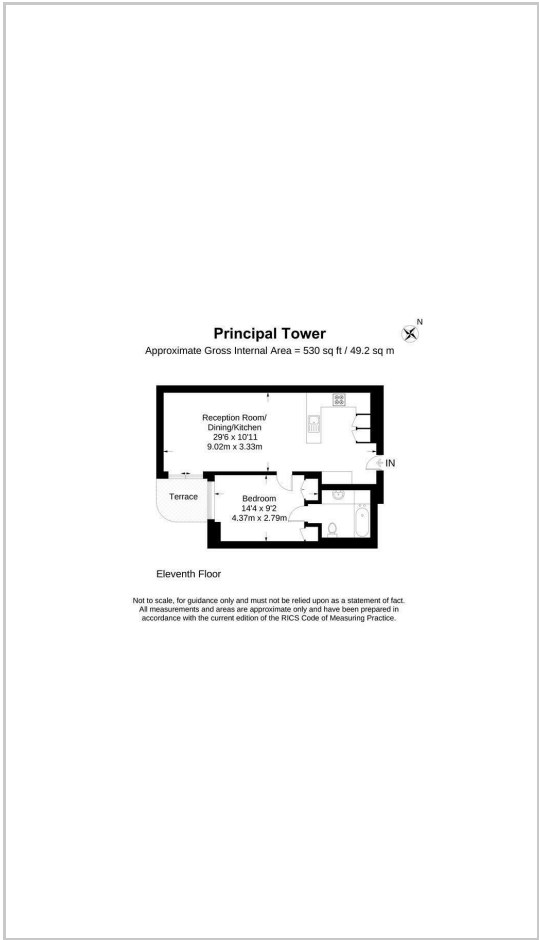 Principal Tower
N
Approximate Gross Internal Area = 530 sq ft / 49.2 sq m
Reception Room/
Dining/Kitchen
29'6 x 10'11
9.02m x 3.33m
IN
Terrace
Bedroom
14'4 x 9'2
4.37m x 2.79m
Eleventh Floor
Not to scale, for guidance only and must not be relied upon as a statement of fact.
All measurements and areas are approximate only and have been prepared in
accordance with the current edition of the RICS Code of Measuring Practice.